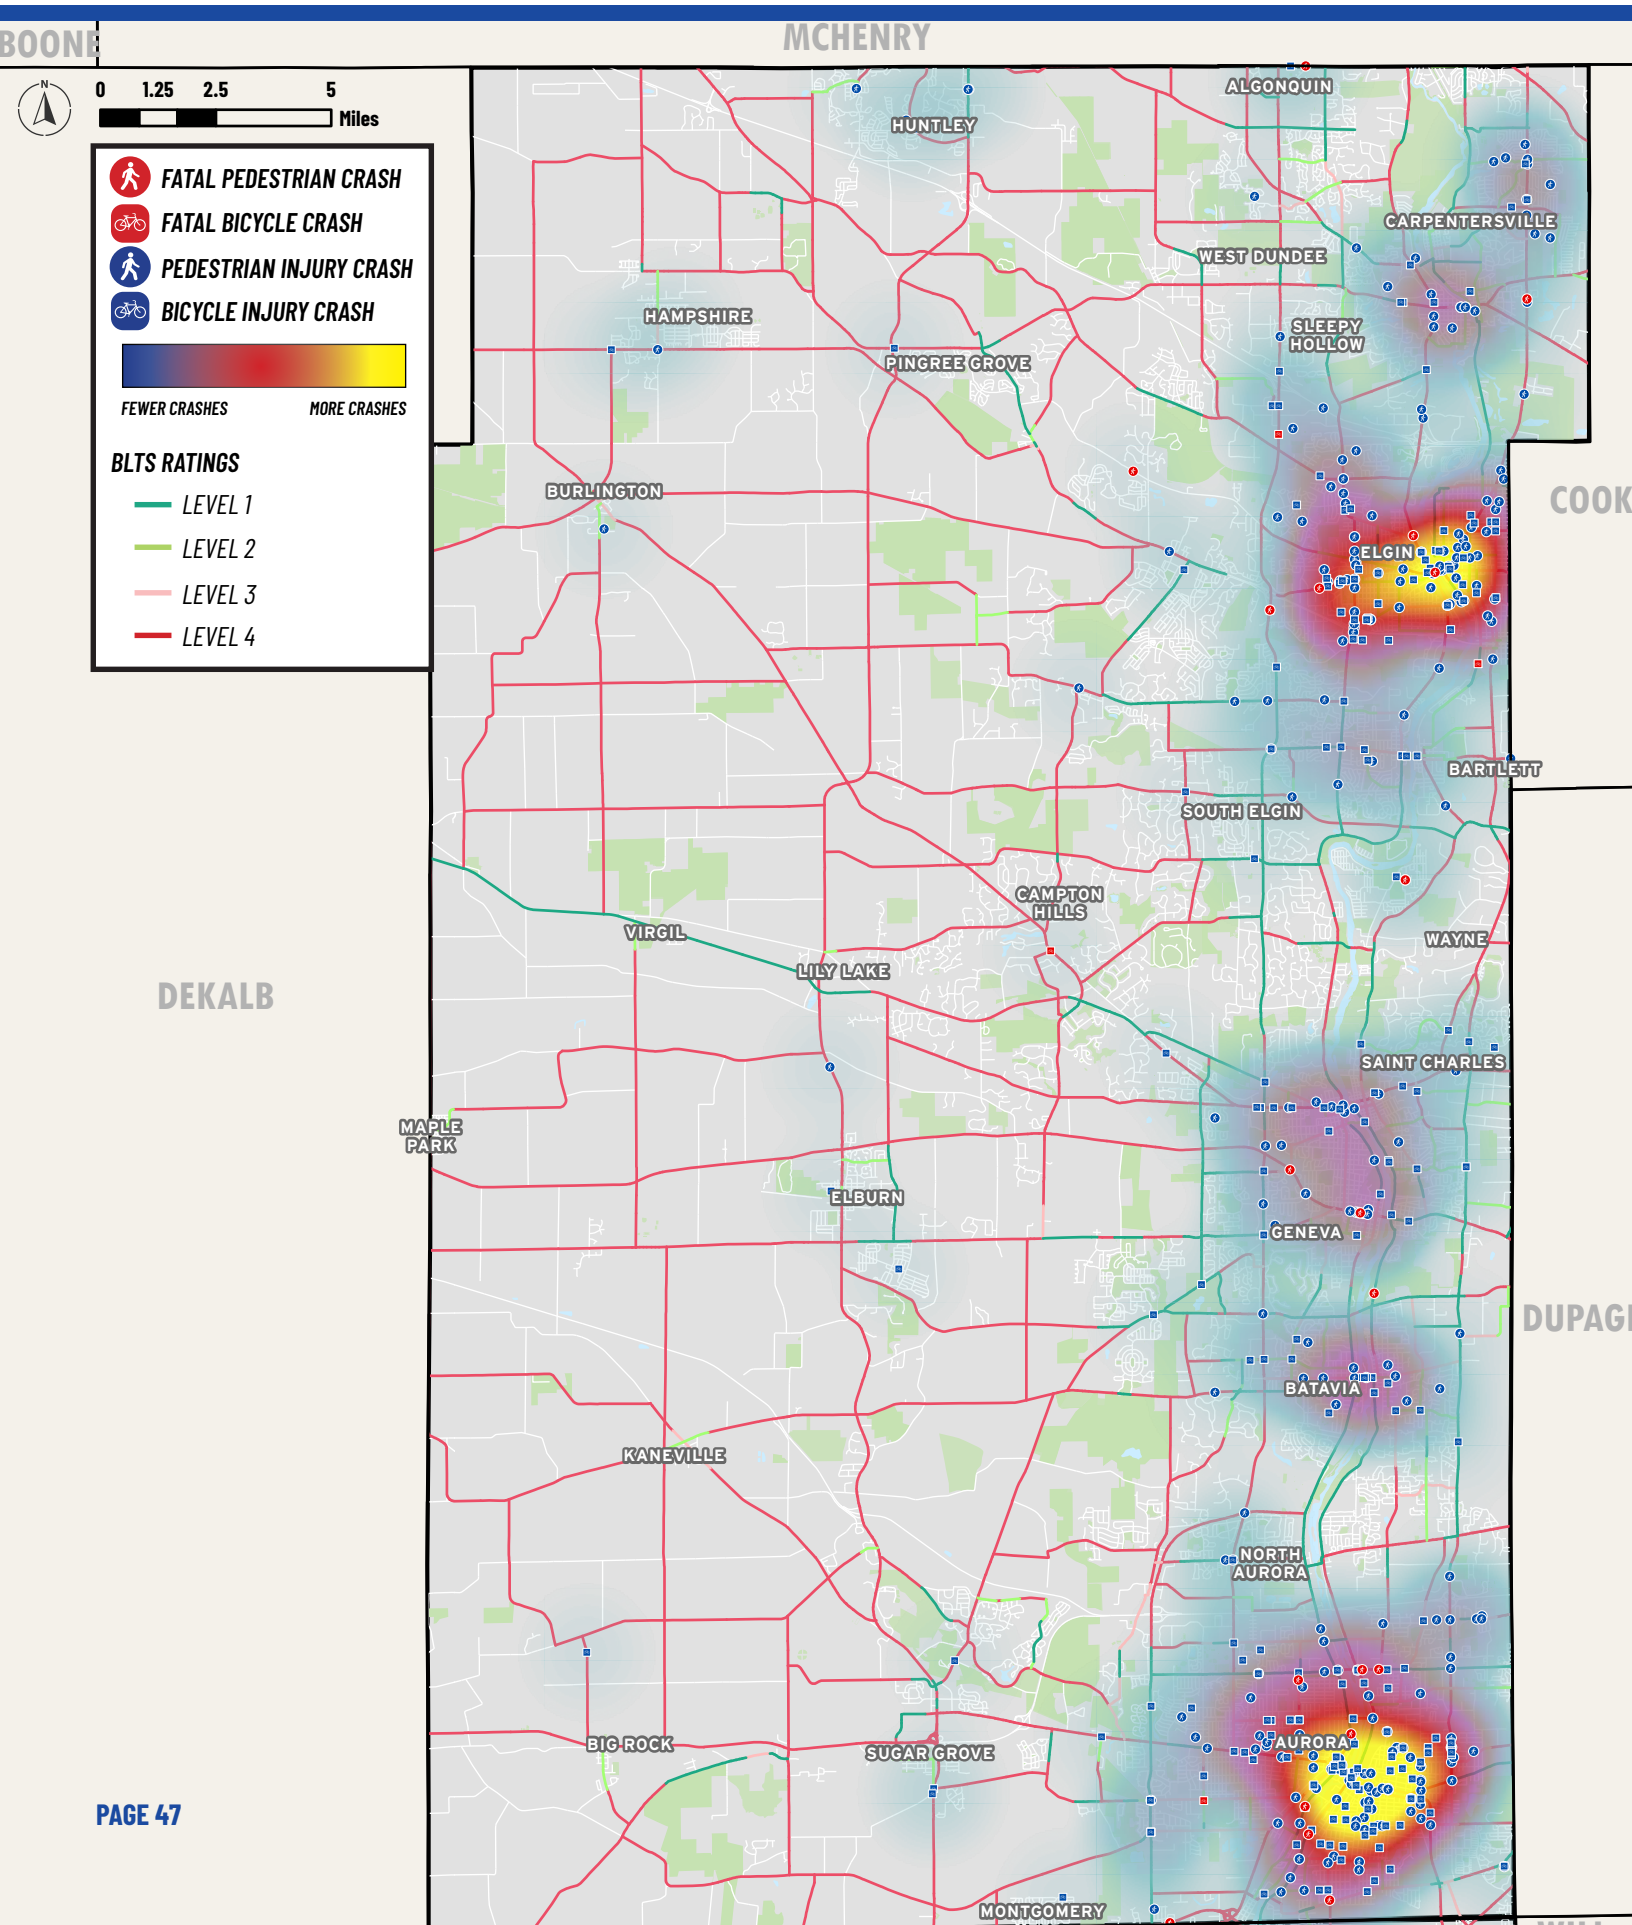 BOONE
MCHENRY
N
0 1.25 2.5 5
Miles
FATAL PEDESTRIAN CRASH
FATAL BICYCLE CRASH
PEDESTRIAN INJURY CRASH
BICYCLE INJURY CRASH
FEWER CRASHES MORE CRASHES
BLTS RATINGS
LEVEL 1
LEVEL 2
LEVEL 3
LEVEL 4
ALGONQUIN
HUNTLEY
CARPENTERSVILLE
WEST DUNDEE
HAMPSHIRE
SLEEPY
HOLLOW
PINGREE GROVE
BURLINGTON
COOK
ELGIN
BARTLETT
SOUTH ELGIN
CAMPTON
HILLS
VIRGIL
WAYNE
LILY LAKE
DEKALB
SAINT CHARLES
MAPLE
PARK
ELBURN
GENEVA
DUPAGE
BATAVIA
KANEVILLE
NORTH
AURORA
BIG ROCK
SUGAR GROVE
AURORA
PAGE 47
MONTGOMERY